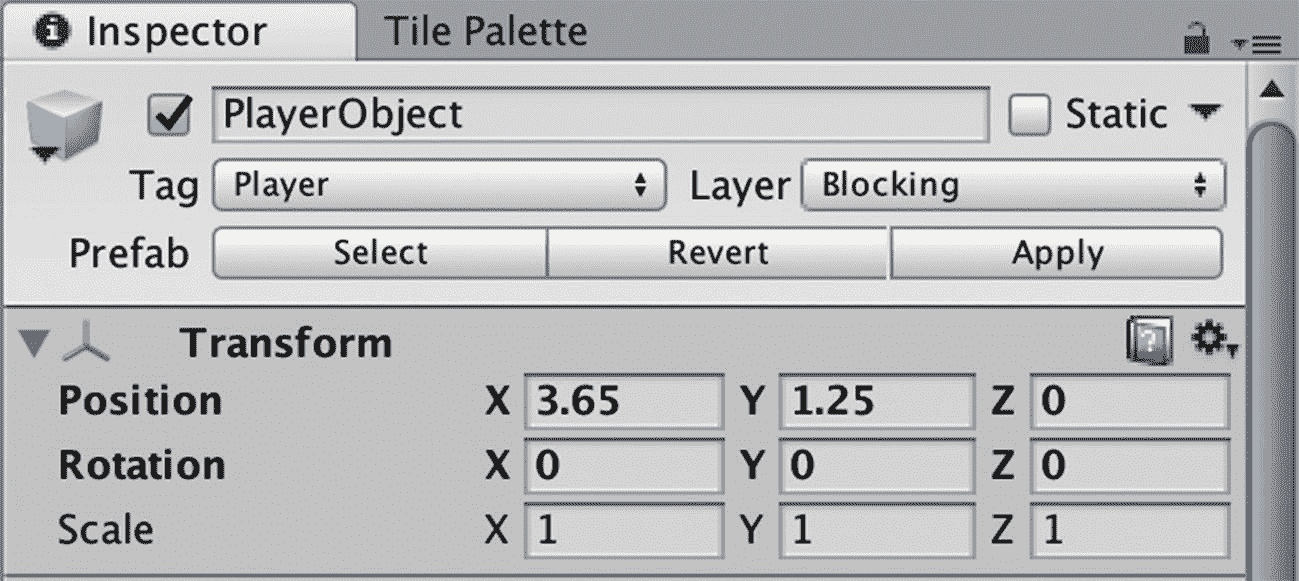 Inspector Tile Palette
PlayerObject Static
Tag Player Layer Blocking
Prefab Select Revert Apply
Transform
Position X 3.65 Y 1.25 Z 0
Rotation X 0 Y 0 Z 0
Scale X 1 Y 1 Z 1